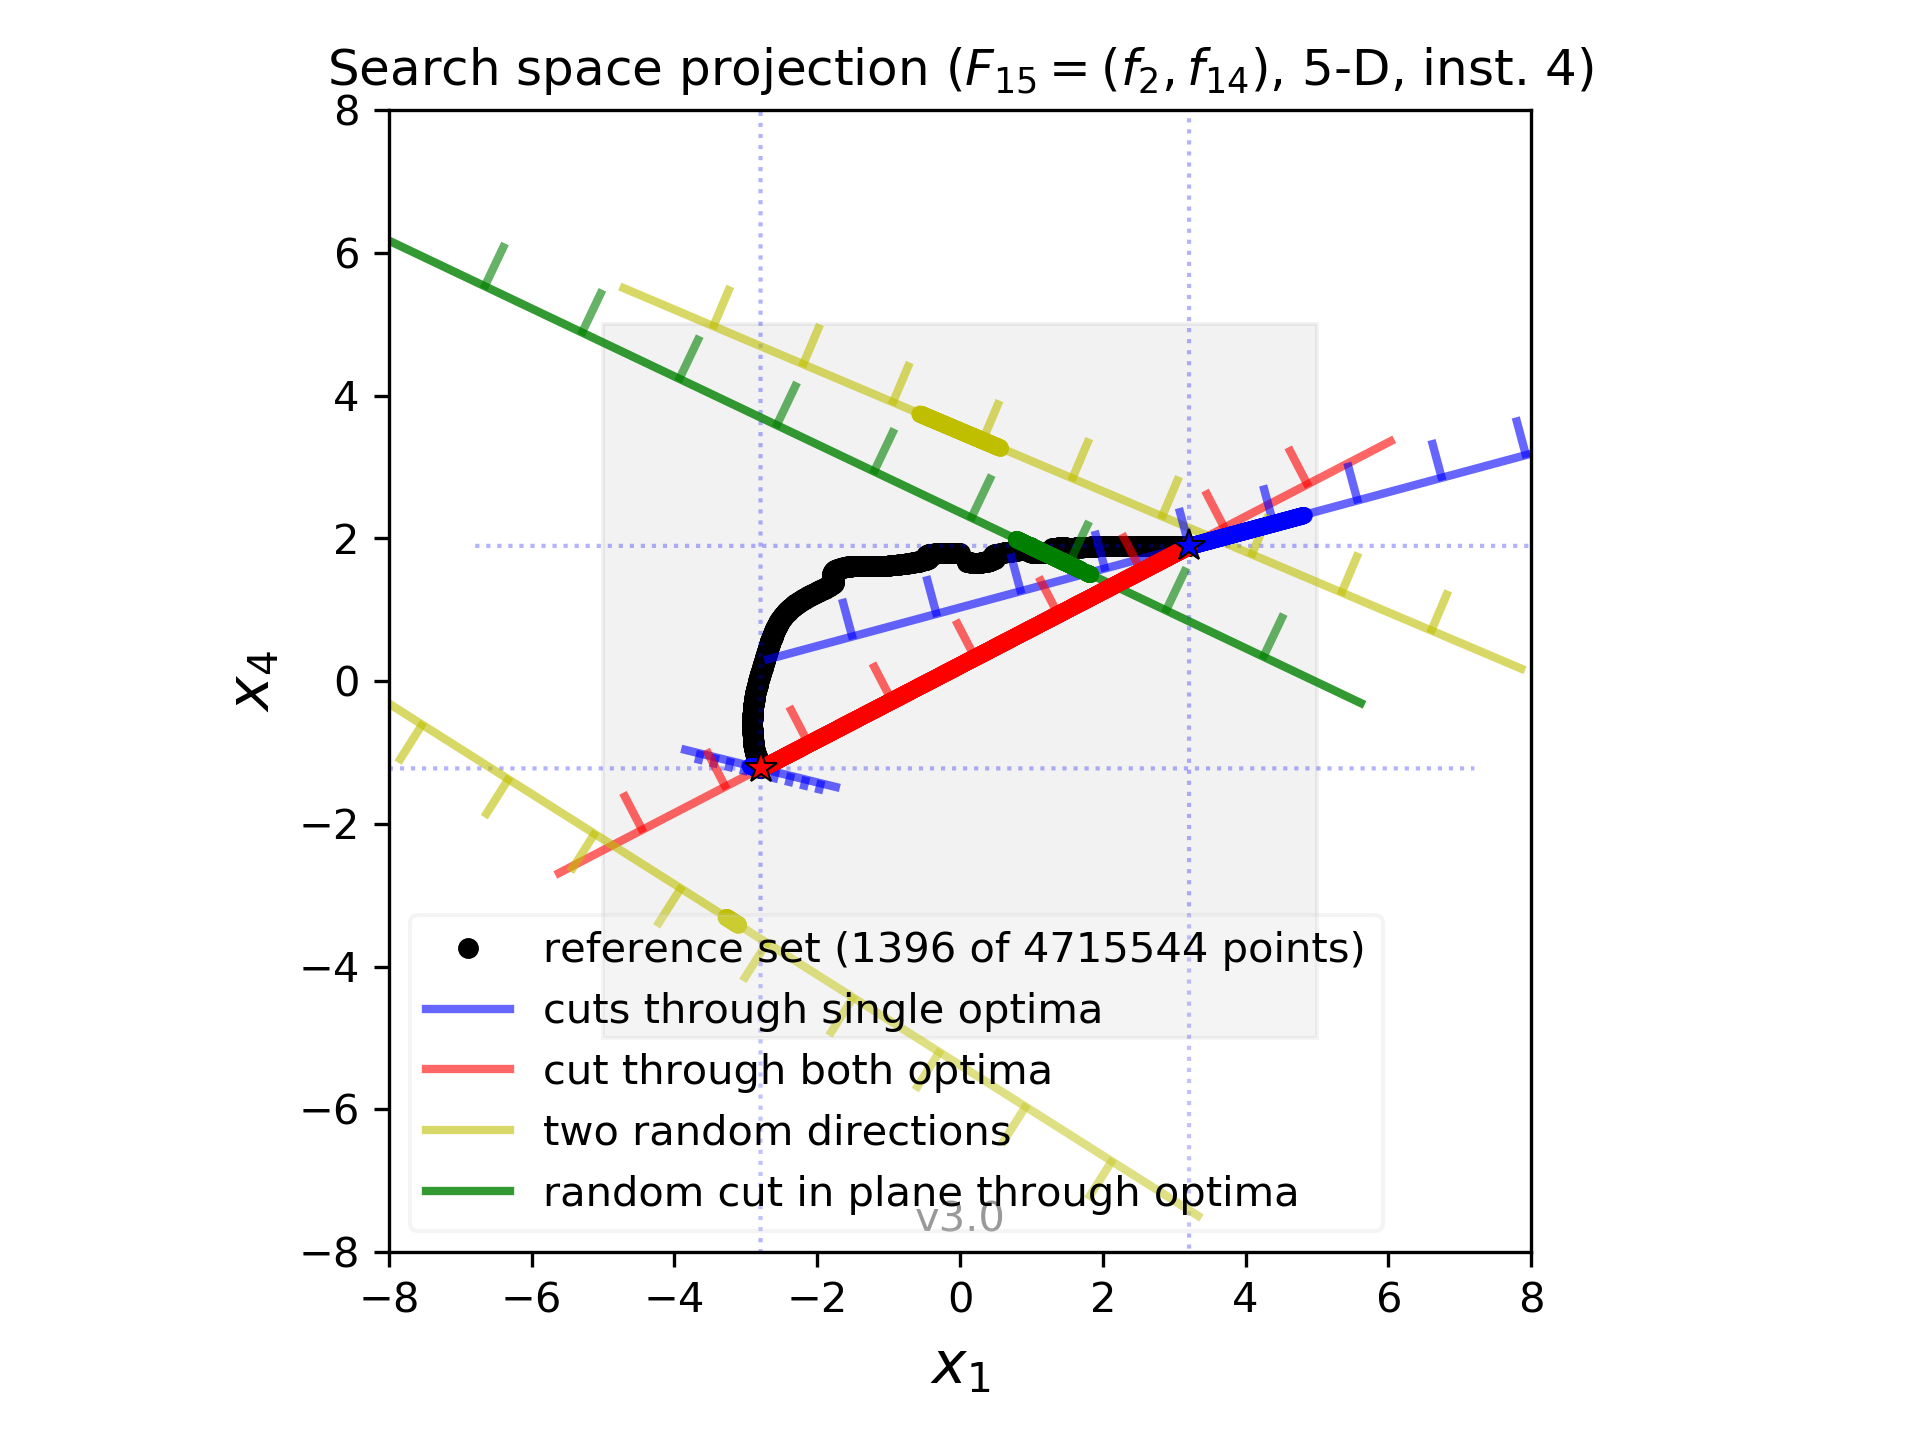 Search space projection (F₁₅ = (f₂, f₁₄), 5-D, inst. 4)
8
6
4
2
0
−2
−4
−6
−8
x₄
reference set (1396 of 4715544 points)
cuts through single optima
cut through both optima
two random directions
random cut in plane through optima
v3.0
−8 −6 −4 −2 0 2 4 6 8
x₁